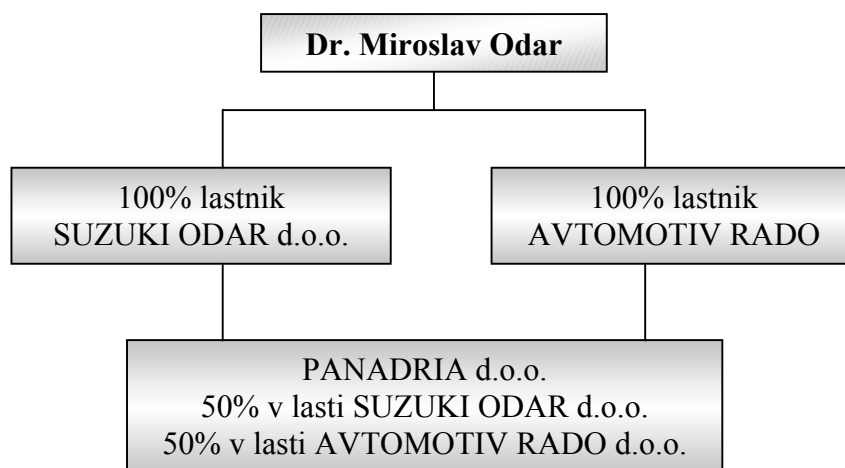 Dr. Miroslav Odar
100% lastnik
SUZUKI ODAR d.o.o.
100% lastnik
AVTOMOTIV RADO
PANADRIA d.o.o.
50% v lasti SUZUKI ODAR d.o.o.
50% v lasti AVTOMOTIV RADO d.o.o.